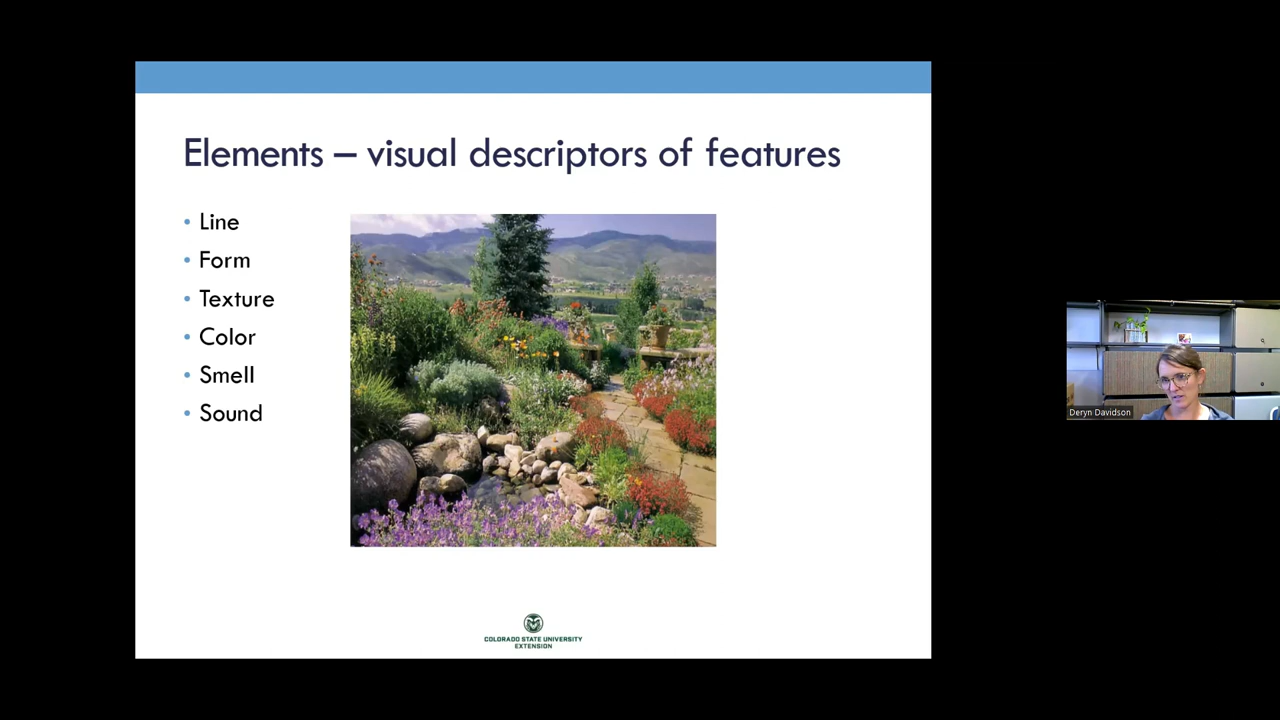 Elements – visual descriptors of features
• Line
• Form
• Texture
• Color
• Smell
• Sound
COLORADO STATE UNIVERSITY
EXTENSION
Deryn Davidson